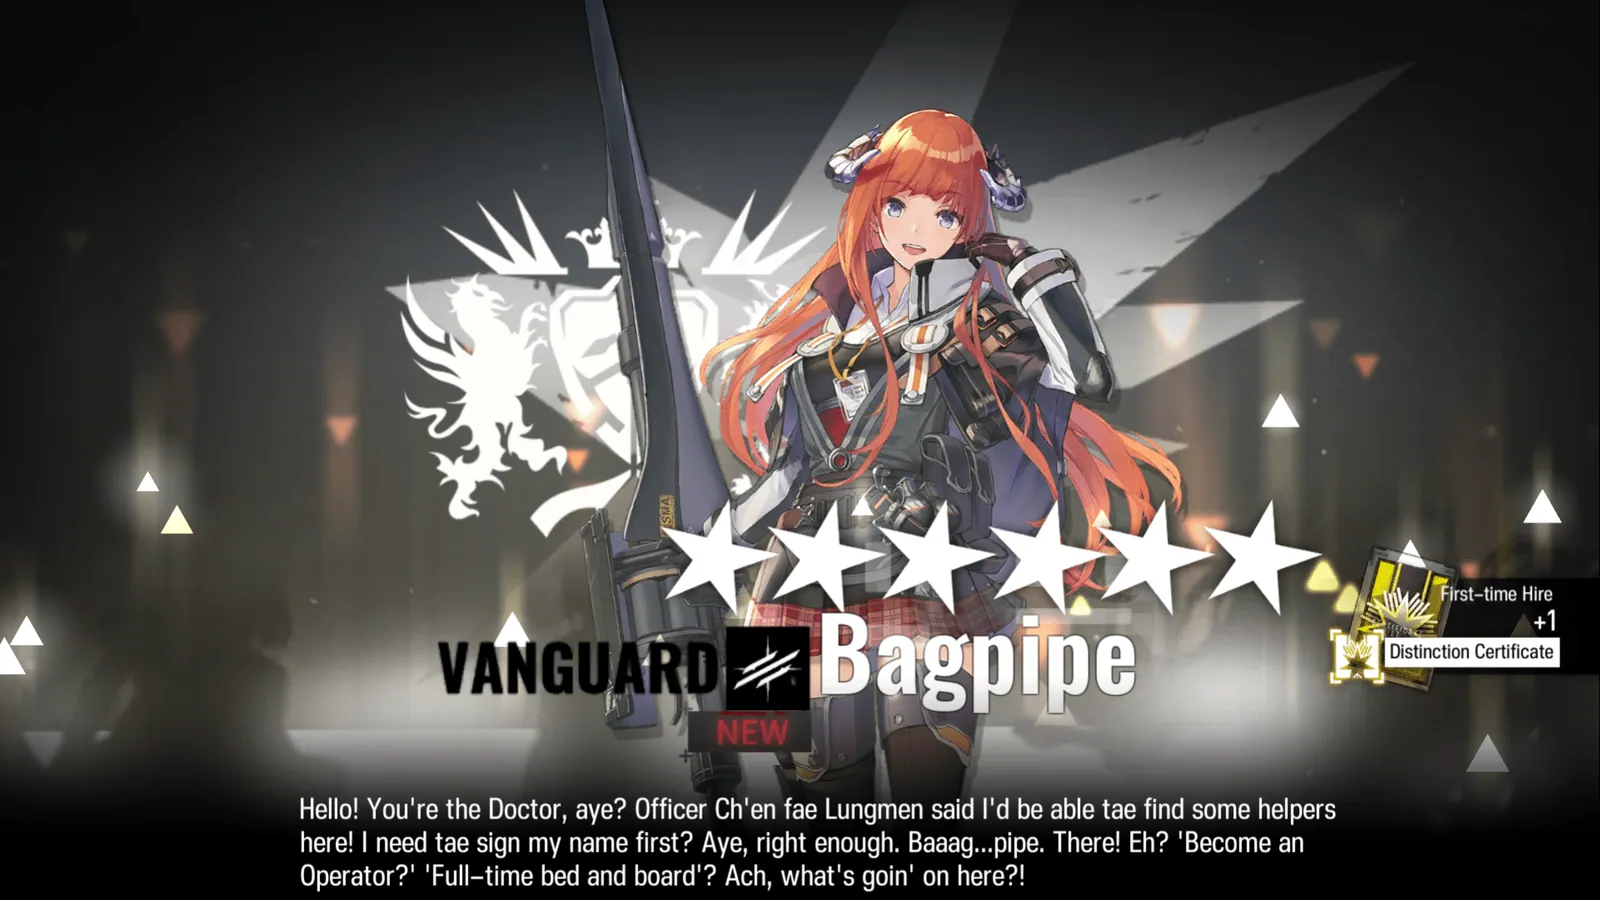 SMA
First-time Hire
+1
Distinction Certificate
VANGUARD
Bagpipe
NEW
Hello! You're the Doctor, aye? Officer Ch'en fae Lungmen said I'd be able tae find some helpers
here! I need tae sign my name first? Aye, right enough. Baaag...pipe. There! Eh? 'Become an
Operator?' 'Full-time bed and board'? Ach, what's goin' on here?!